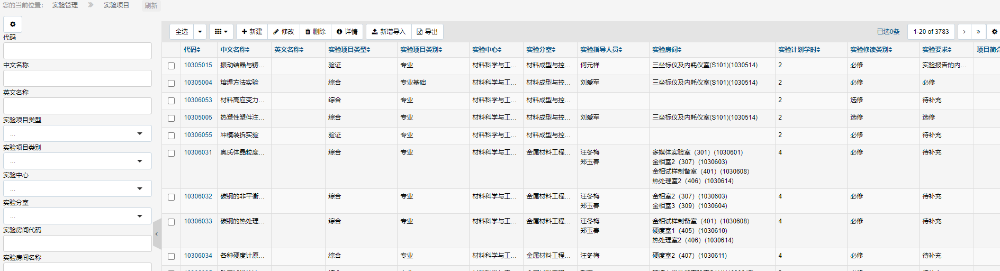 您的当前位置： 实验管理 实验项目 刷新
全选 新建 修改 删除 详情 新增导入 导出 已选0条 1-20 of 3783
代码
中文名称
英文名称
实验项目类型
...
实验项目类别
...
实验中心
...
实验分室
...
实验房间代码
实验房间名称
代码 中文名称 英文名称 实验项目类型 实验项目类别 实验中心 实验分室 实验指导人员 实验房间 实验计划学时 实验修读类别 实验要求 项目简介
10305015 振动结晶与铸... 验证 专业 材料科学与工... 材料成型与控... 何元祥 三坐标仪及内耗仪室(S101)(1030514) 2 必修 实验报告的内...
10305004 熔焊方法实验 综合 专业基础 材料科学与工... 材料成型与控... 刘爱军 三坐标仪及内耗仪室(S101)(1030514) 2 必修 必修
10306053 材料高应变力... 综合 专业 材料科学与工... 材料成型与控... 2 选修 待补充
10305005 热塑性塑件注... 综合 专业 材料科学与工... 材料成型与控... 刘爱军 三坐标仪及内耗仪室(S101)(1030514) 2 选修 选修
10306055 冲模装拆实验 验证 专业 材料科学与工... 材料成型与控... 2 必修 待补充
10306031 奥氏体晶粒度... 综合 专业 材料科学与工... 金属材料工程... 汪冬梅 多媒体实验室（301）(1030601) 4 必修 待补充
郑玉春 金相室2（307）(1030603)
金相试样制备室（401）(1030608)
热处理室2（406）(1030614)
10306032 碳钢的非平衡... 综合 专业 材料科学与工... 金属材料工程... 汪冬梅 金相室2（307）(1030603) 4 必修 待补充
郑玉春 金相室3（309）(1030604)
10306033 碳钢的热处理... 综合 专业 材料科学与工... 金属材料工程... 汪冬梅 金相试样制备室（401）(1030608) 4 必修 待补充
郑玉春 硬度室1（405）(1030610)
热处理室2（406）(1030614)
10306034 各种硬度计原... 综合 专业 材料科学与工... 金属材料工程... 汪冬梅 硬度室2（407）(1030611) 4 必修 待补充